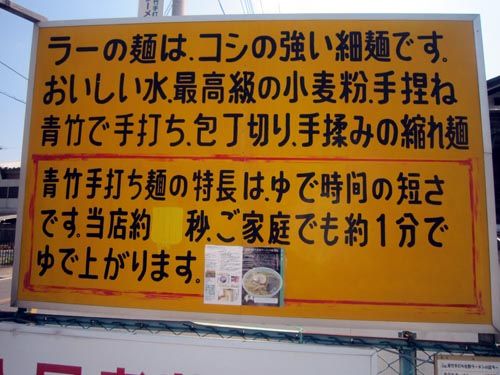 ラーの麺は､コシの強い細麺です｡
おいしい水､最高級の小麦粉､手捏ね
青竹で手打ち､包丁切り､手揉みの縮れ麺
青竹手打ち麺の特長は､ゆで時間の短さ
です｡当店約　秒､ご家庭でも約1分で
ゆで上がります｡